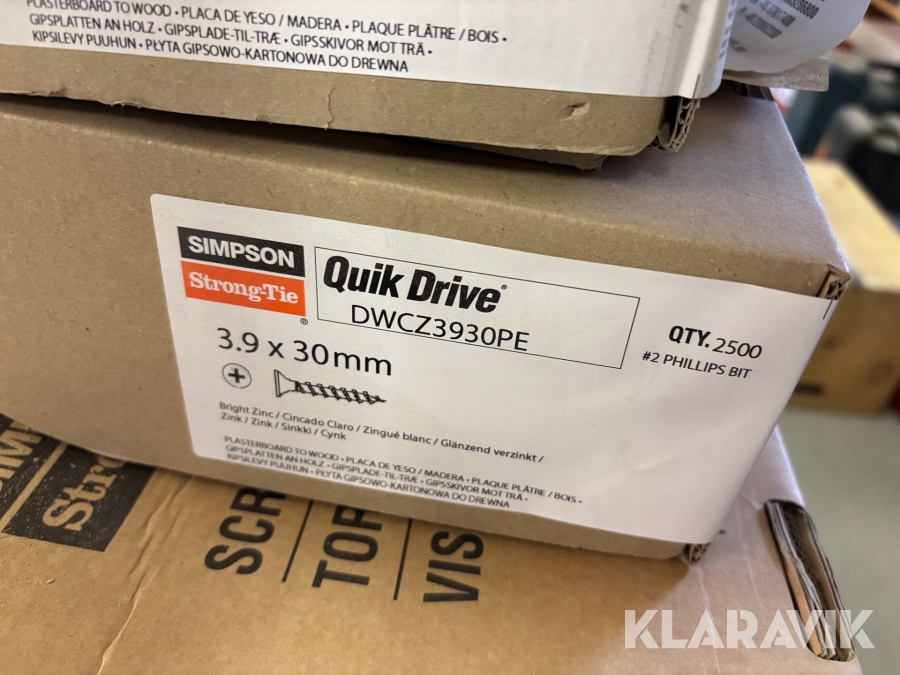 PLASTERBOARD TO WOOD • PLACA DE YESO / MADERA • PLAQUE PLÂTRE / BOIS •
GIPSPLATTEN AN HOLZ • GIPSPLADE-TIL-TRÆ • GIPSSKIVOR MOT TRÄ •
KIPSILEVY PUUHUN • PŁYTA GIPSOWO-KARTONOWA DO DREWNA
SIMPSON
Strong-Tie
®
Quik Drive®
DWCZ3930PE
3.9 x 30mm
QTY. 2500
#2 PHILLIPS BIT
Bright Zinc / Cincado Claro / Zingué blanc / Glänzend verzinkt /
Zink / Zink / Sinkki / Cynk
PLASTERBOARD TO WOOD • PLACA DE YESO / MADERA • PLAQUE PLÂTRE / BOIS •
GIPSPLATTEN AN HOLZ • GIPSPLADE-TIL-TRÆ • GIPSSKIVOR MOT TRÄ •
KIPSILEVY PUUHUN • PŁYTA GIPSOWO-KARTONOWA DO DREWNA
Str
SCR
TOR
VIS
KLARAVIK